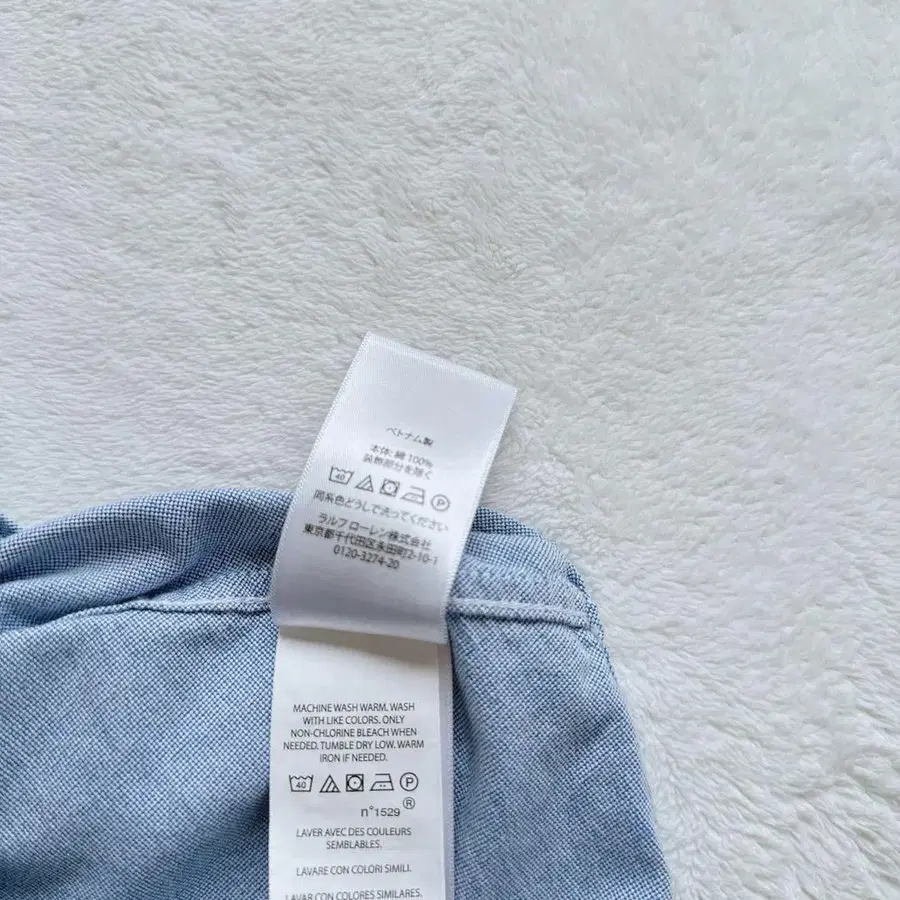 ベトナム製
本体: 綿 100%
装飾部分を除く
40 P
同系色どうしで洗ってください
ラルフ ローレン株式会社
東京都千代田区永田町2-10-1
0120-3274-20
MACHINE WASH WARM. WASH
WITH LIKE COLORS. ONLY
NON-CHLORINE BLEACH WHEN
NEEDED. TUMBLE DRY LOW. WARM
IRON IF NEEDED.
40 P
n°1529 ®
LAVER AVEC DES COULEURS
SEMBLABLES.
LAVARE CON COLORI SIMILI.
LAVAR CON COLORES SIMILARES.